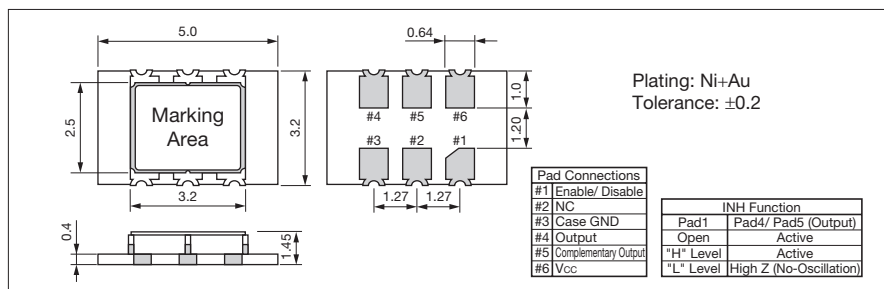 5.0
0.64
Marking
Area
2.5
3.2
3.2
0.4
1.45
#4 #5 #6
#3 #2 #1
1.0
1.20
1.27 1.27
Plating: Ni+Au
Tolerance: ±0.2
Pad Connections
#1 Enable/ Disable
#2 NC
#3 Case GND
#4 Output
#5 Complementary Output
#6 Vcc
INH Function
Pad1 Pad4/ Pad5 (Output)
Open Active
"H" Level Active
"L" Level High Z (No-Oscillation)